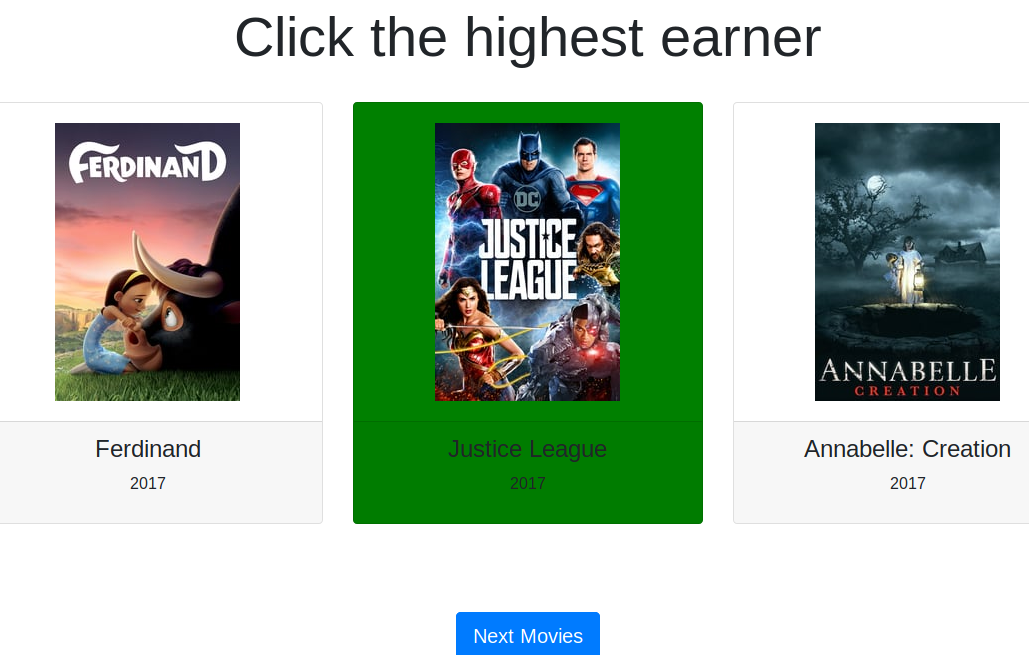 Click the highest earner
FERDINAND
Ferdinand
2017
DC
JUSTICE
LEAGUE
Justice League
2017
ANNABELLE
CREATION
Annabelle: Creation
2017
Next Movies